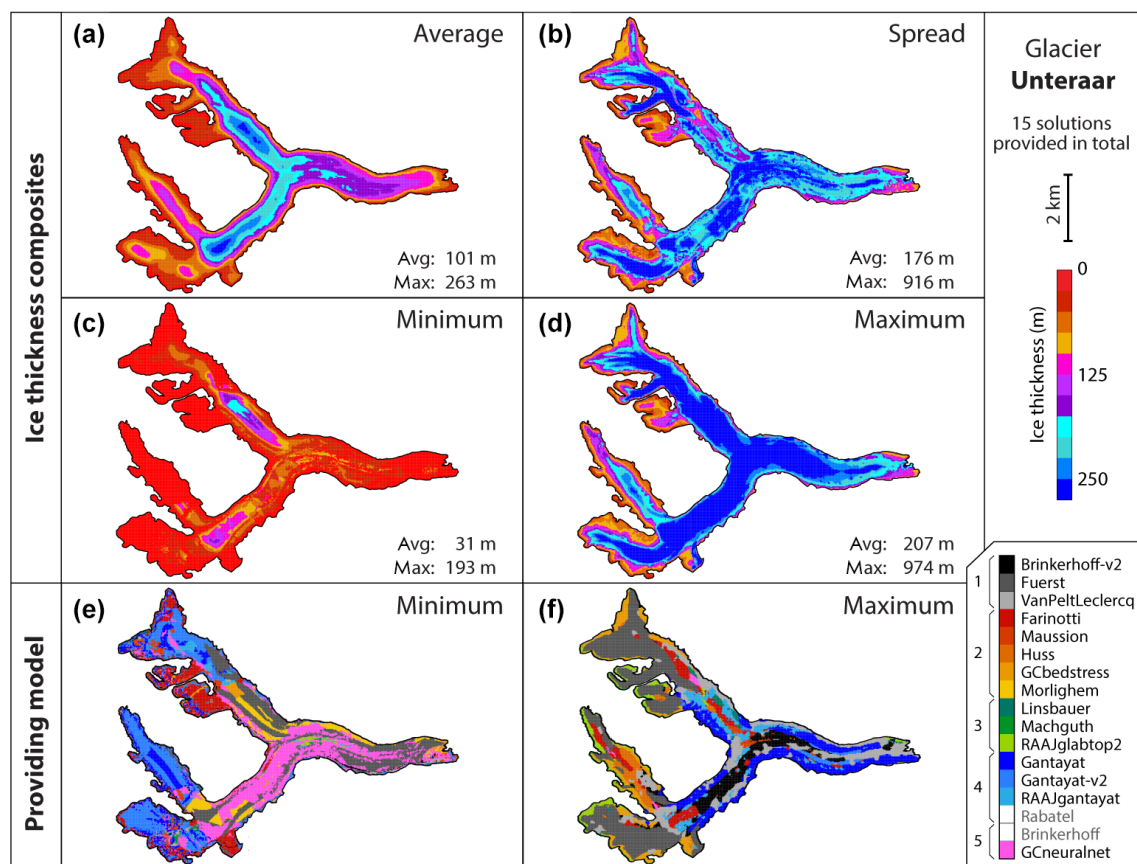 Ice thickness composites
(a)
Average
Avg: 101 m
Max: 263 m
(b)
Spread
Avg: 176 m
Max: 916 m
(c)
Minimum
Avg: 31 m
Max: 193 m
(d)
Maximum
Avg: 207 m
Max: 974 m
Providing model
(e)
Minimum
(f)
Maximum
Glacier
Unteraar
15 solutions
provided in total
2 km
Ice thickness (m)
0
125
250
1
Brinkerhoff-v2
Fuerst
VanPeltLeclercq
2
Farinotti
Maussion
Huss
GCbedstress
Morlighem
3
Linsbauer
Machguth
RAAJglabtop2
4
Gantayat
Gantayat-v2
RAAJgantayat
Rabatel
5
Brinkerhoff
GCneuralnet